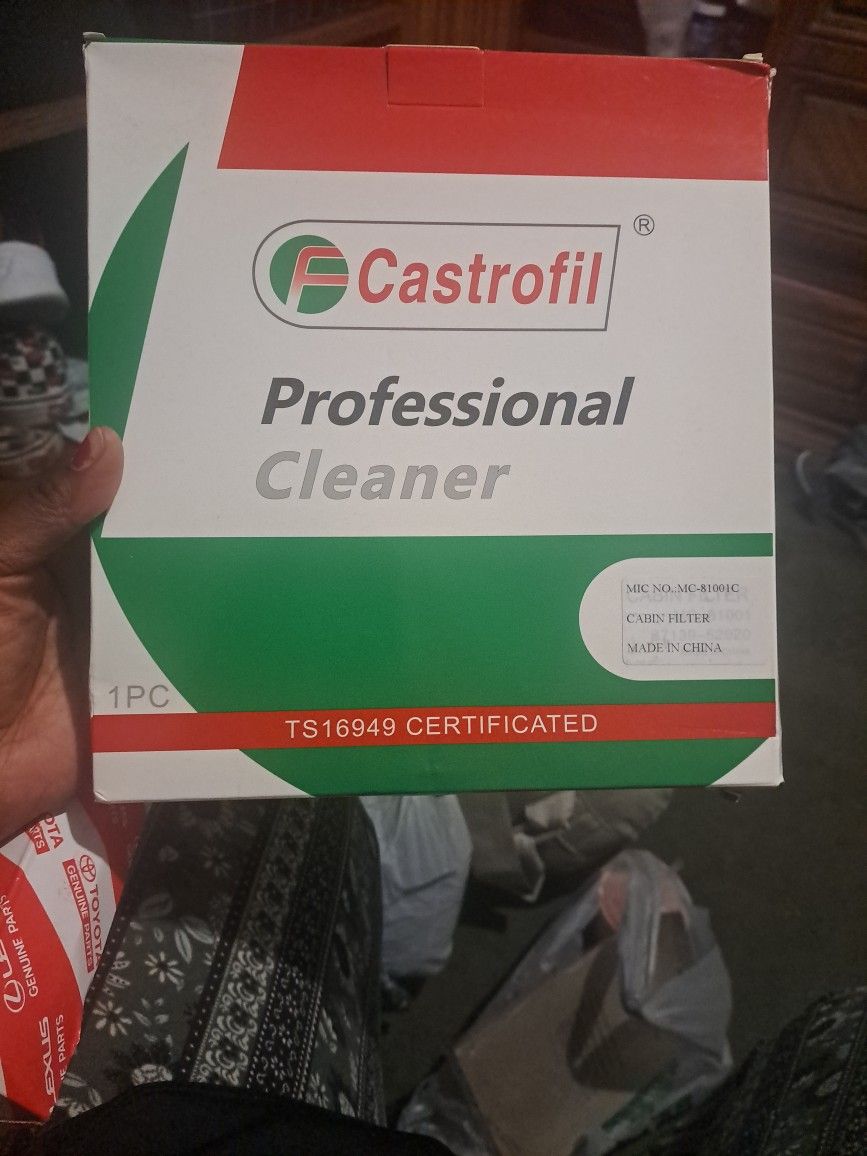 Castrofil ®
Professional
Cleaner
MIC NO.:MC-81001C
CABIN FILTER
MADE IN CHINA
1PC
TS16949 CERTIFICATED
TOYOTA
GENUINE PARTS
GENUINE PARTS